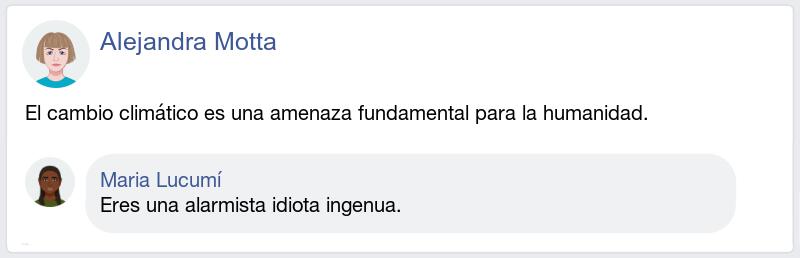 Alejandra Motta
El cambio climático es una amenaza fundamental para la humanidad.
Maria Lucumí
Eres una alarmista idiota ingenua.